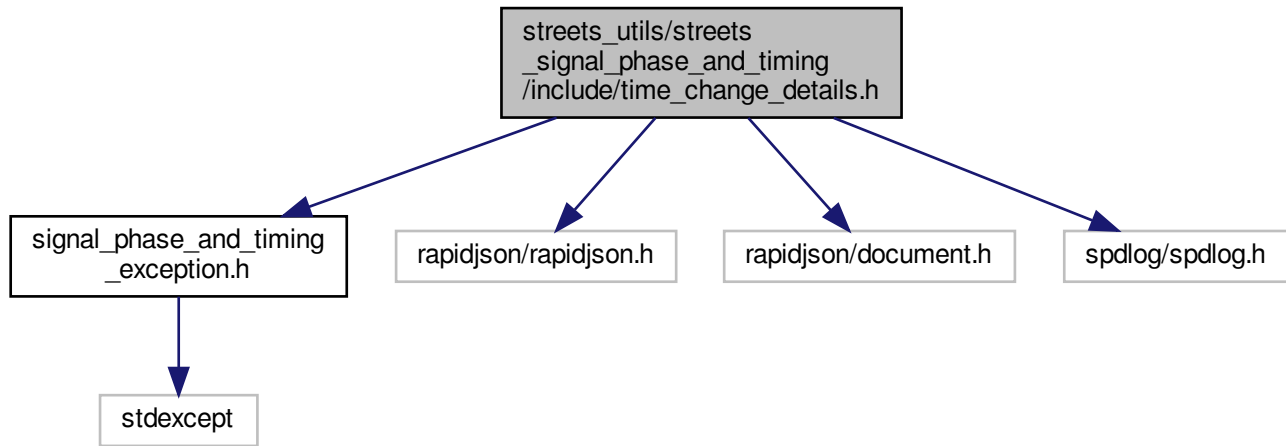 streets_utils/streets
_signal_phase_and_timing
/include/time_change_details.h
signal_phase_and_timing
_exception.h
rapidjson/rapidjson.h
rapidjson/document.h
spdlog/spdlog.h
stdexcept